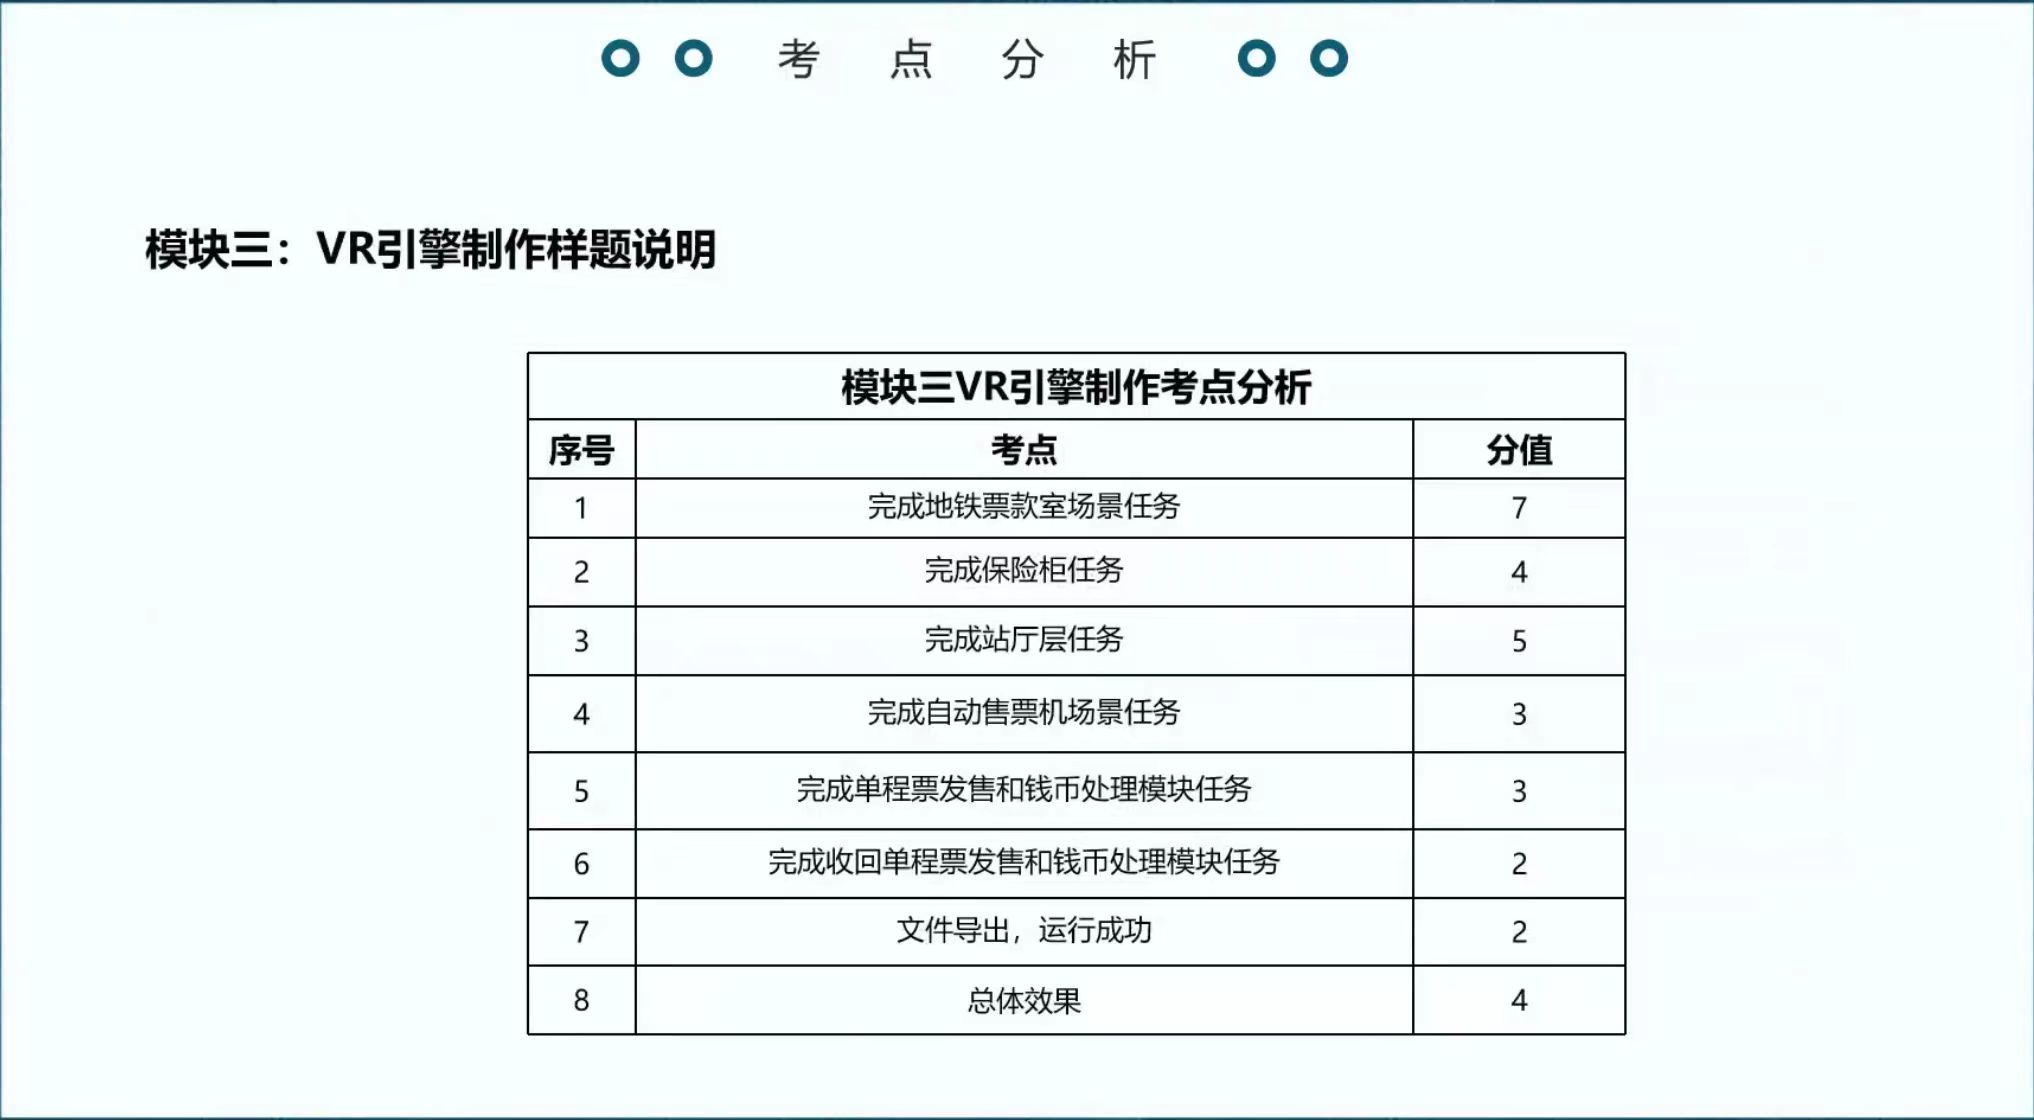 考点分析
模块三：VR引擎制作样题说明
模块三VR引擎制作考点分析
序号 考点 分值
1 完成地铁票款室场景任务 7
2 完成保险柜任务 4
3 完成站厅层任务 5
4 完成自动售票机场景任务 3
5 完成单程票发售和钱币处理模块任务 3
6 完成收回单程票发售和钱币处理模块任务 2
7 文件导出，运行成功 2
8 总体效果 4